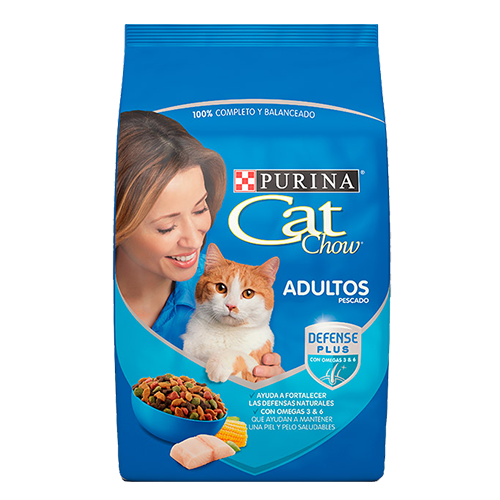 100% COMPLETO Y BALANCEADO
PURINA®
Cat
Chow®
ADULTOS
PESCADO
DEFENSE
PLUS
CON OMEGAS 3 & 6
AYUDA A FORTALECER
LAS DEFENSAS NATURALES
CON OMEGAS 3 & 6
QUE AYUDAN A MANTENER
UNA PIEL Y PELO SALUDABLES